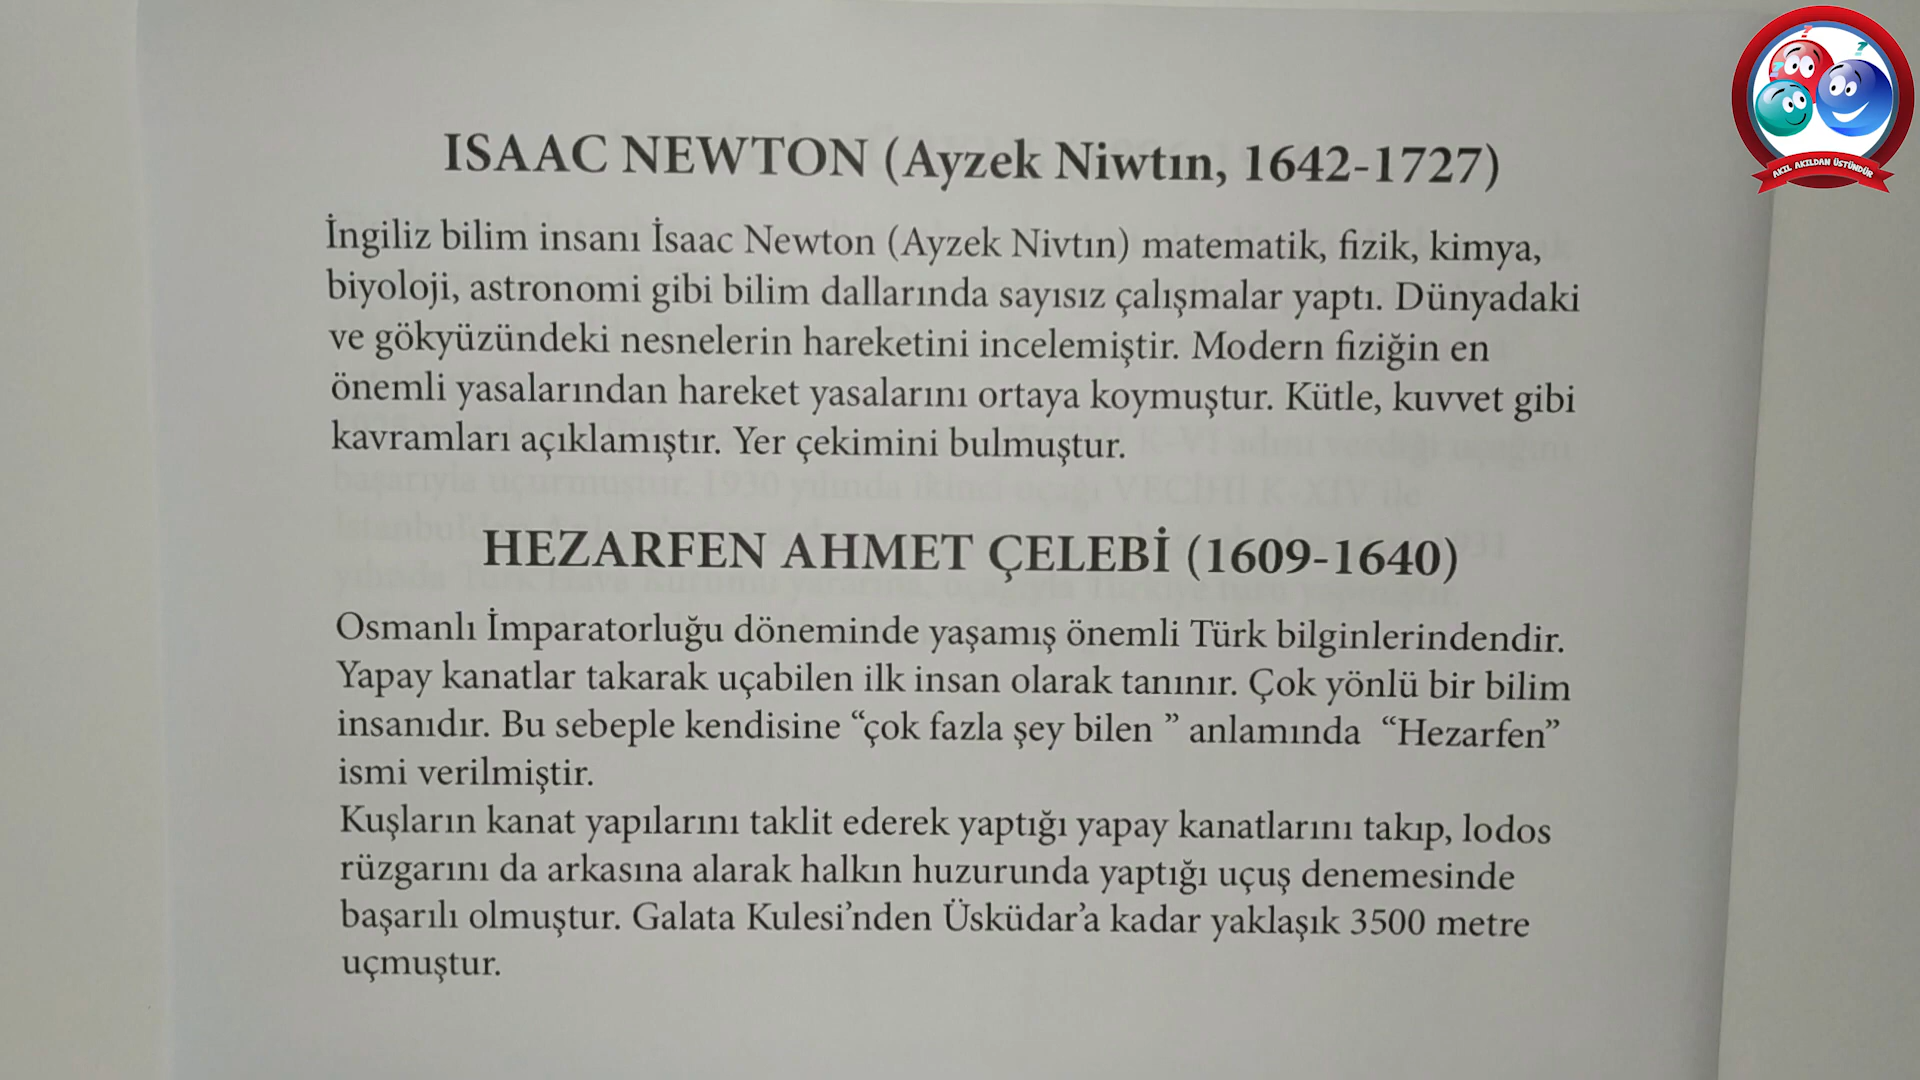 AKIL AKILDAN ÜSTÜNDÜR
ISAAC NEWTON (Ayzek Niwtın, 1642-1727)
İngiliz bilim insanı İsaac Newton (Ayzek Nivtın) matematik, fizik, kimya,
biyoloji, astronomi gibi bilim dallarında sayısız çalışmalar yaptı. Dünyadaki
ve gökyüzündeki nesnelerin hareketini incelemiştir. Modern fiziğin en
önemli yasalarından hareket yasalarını ortaya koymuştur. Kütle, kuvvet gibi
kavramları açıklamıştır. Yer çekimini bulmuştur.
HEZARFEN AHMET ÇELEBİ (1609-1640)
Osmanlı İmparatorluğu döneminde yaşamış önemli Türk bilginlerindendir.
Yapay kanatlar takarak uçabilen ilk insan olarak tanınır. Çok yönlü bir bilim
insanıdır. Bu sebeple kendisine “çok fazla şey bilen ” anlamında “Hezarfen”
ismi verilmiştir.
Kuşların kanat yapılarını taklit ederek yaptığı yapay kanatlarını takıp, lodos
rüzgarını da arkasına alarak halkın huzurunda yaptığı uçuş denemesinde
başarılı olmuştur. Galata Kulesi’nden Üsküdar’a kadar yaklaşık 3500 metre
uçmuştur.